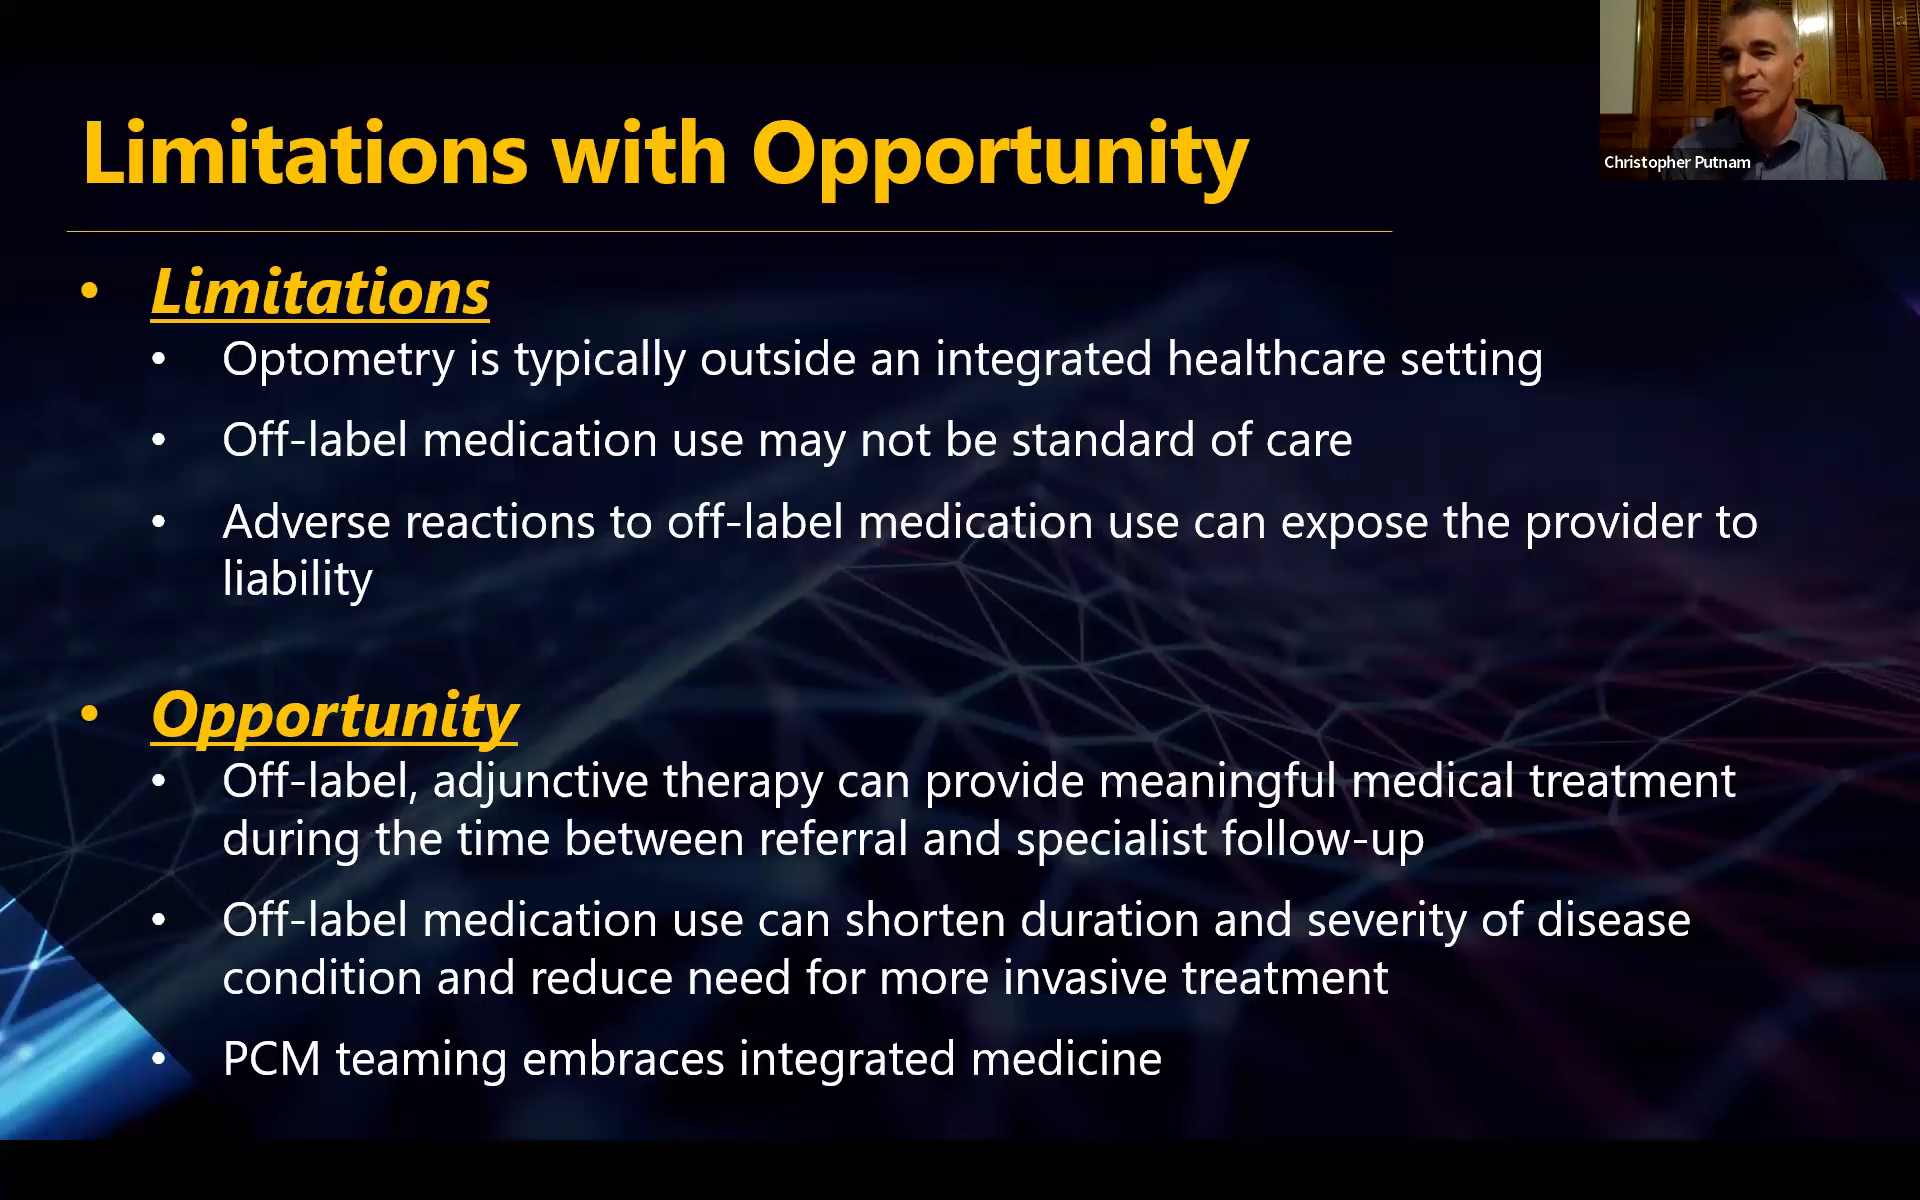 Limitations with Opportunity
Christopher Putnam
• Limitations
• Optometry is typically outside an integrated healthcare setting
• Off-label medication use may not be standard of care
• Adverse reactions to off-label medication use can expose the provider to
liability
• Opportunity
• Off-label, adjunctive therapy can provide meaningful medical treatment
during the time between referral and specialist follow-up
• Off-label medication use can shorten duration and severity of disease
condition and reduce need for more invasive treatment
• PCM teaming embraces integrated medicine